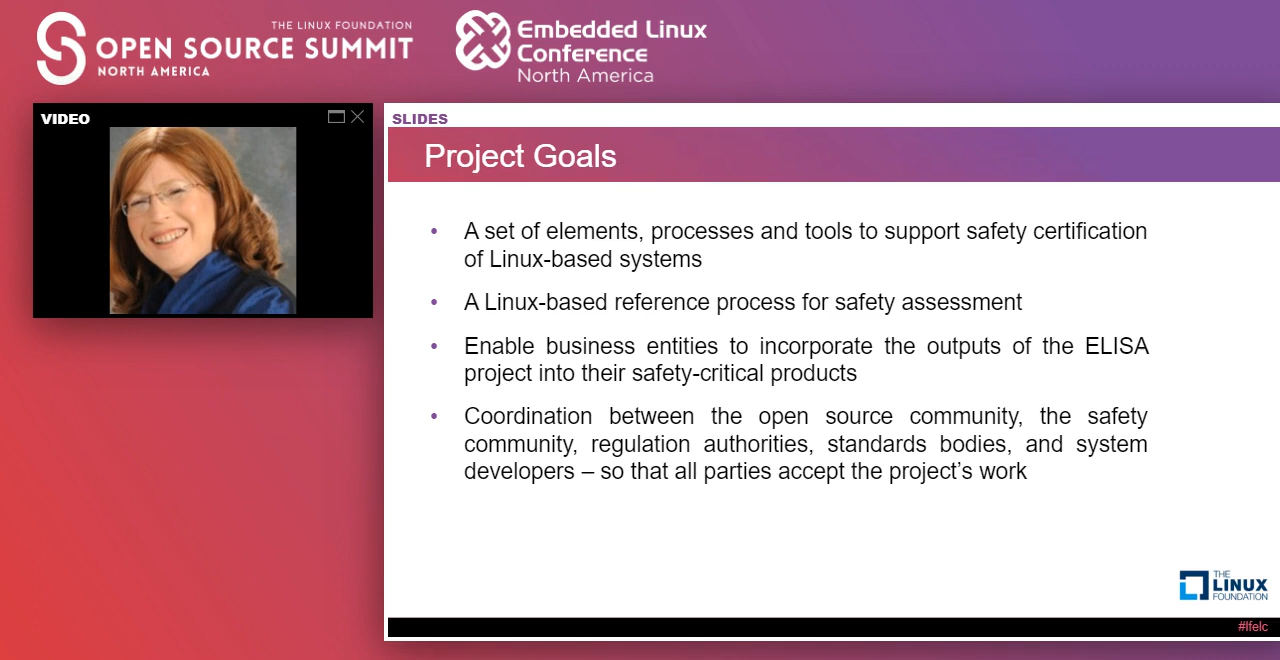 THE LINUX FOUNDATION
OPEN SOURCE SUMMIT
NORTH AMERICA
Embedded Linux
Conference
North America
VIDEO
SLIDES
Project Goals
• A set of elements, processes and tools to support safety certification
of Linux-based systems
• A Linux-based reference process for safety assessment
• Enable business entities to incorporate the outputs of the ELISA
project into their safety-critical products
• Coordination between the open source community, the safety
community, regulation authorities, standards bodies, and system
developers – so that all parties accept the project’s work
THE
LINUX
FOUNDATION
#lfelc